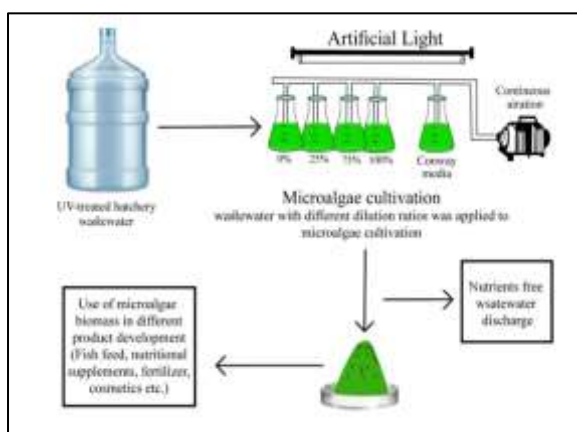 Artificial Light
Continuous
airation
0%
25%
75%
100%
Conway
media
UV-treated hatchery
wastewater
Microalgae cultivation
wastewater with different dilution ratios was applied to
microalgae cultivation
Nutrients free
wsatewater
discharge
Use of microalgae
biomass in different
product development
(Fish feed, nutritional
supplements, fertilizer,
cosmetics etc.)